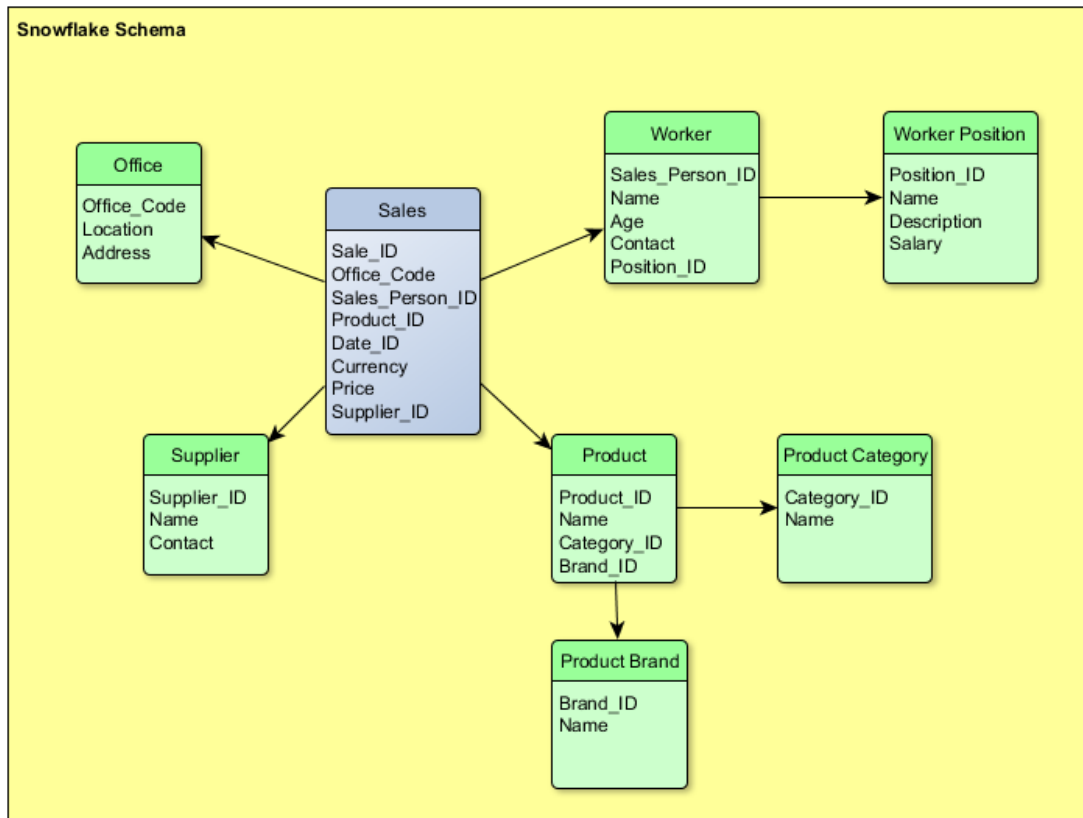 Snowflake Schema
Office
Office_Code
Location
Address
Sales
Sale_ID
Office_Code
Sales_Person_ID
Product_ID
Date_ID
Currency
Price
Supplier_ID
Worker
Sales_Person_ID
Name
Age
Contact
Position_ID
Worker Position
Position_ID
Name
Description
Salary
Supplier
Supplier_ID
Name
Contact
Product
Product_ID
Name
Category_ID
Brand_ID
Product Category
Category_ID
Name
Product Brand
Brand_ID
Name